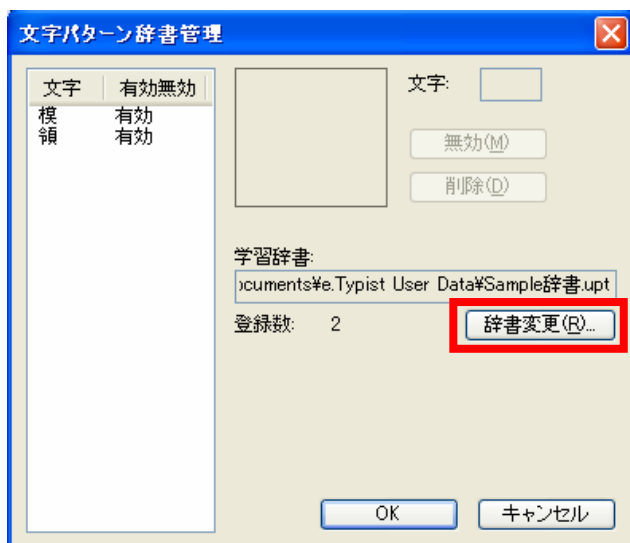 文字パターン辞書管理
文字 有効無効
模 有効
領 有効
文字:
無効(M)
削除(D)
学習辞書:
ocuments¥e.Typist User Data¥Sample辞書.upt
登録数: 2
辞書変更(R)...
OK
キャンセル